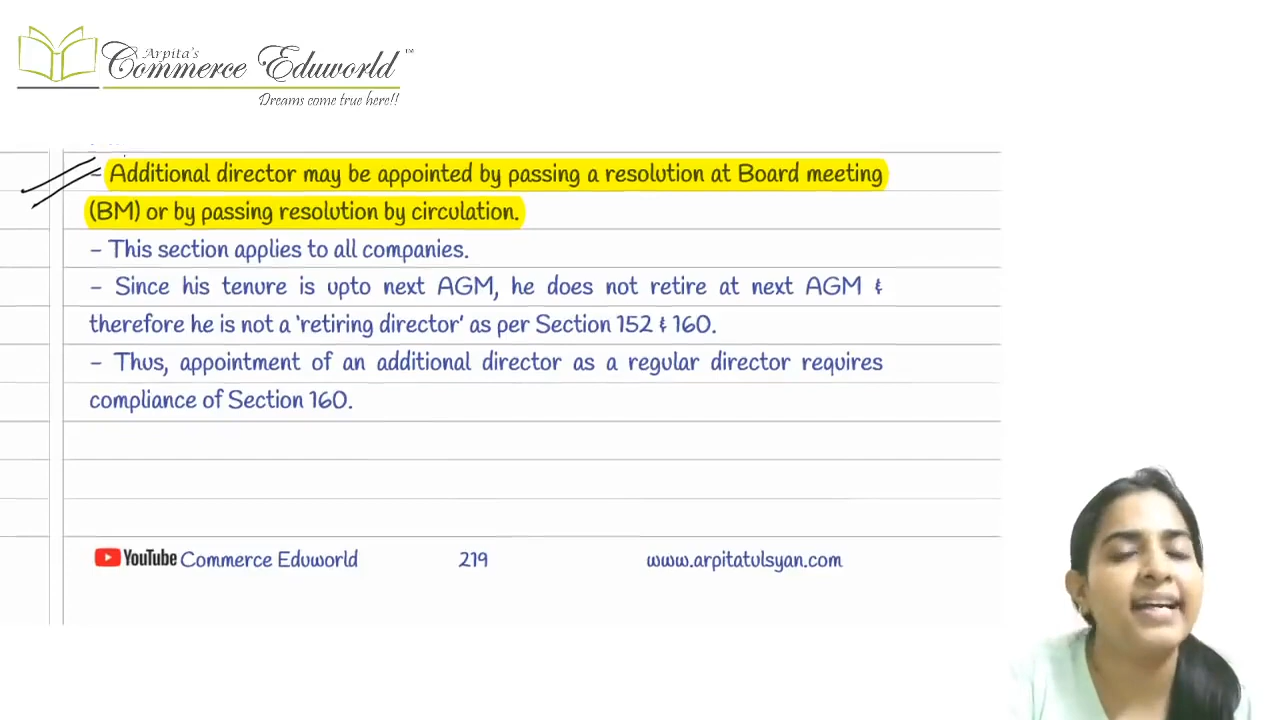 Arpita's
Commerce Eduworld™
Dreams come true here!!
- Additional director may be appointed by passing a resolution at Board meeting
(BM) or by passing resolution by circulation.
- This section applies to all companies.
- Since his tenure is upto next AGM, he does not retire at next AGM &
therefore he is not a 'retiring director' as per Section 152 & 160.
- Thus, appointment of an additional director as a regular director requires
compliance of Section 160.
YouTube Commerce Eduworld 219 www.arpitatulsyan.com